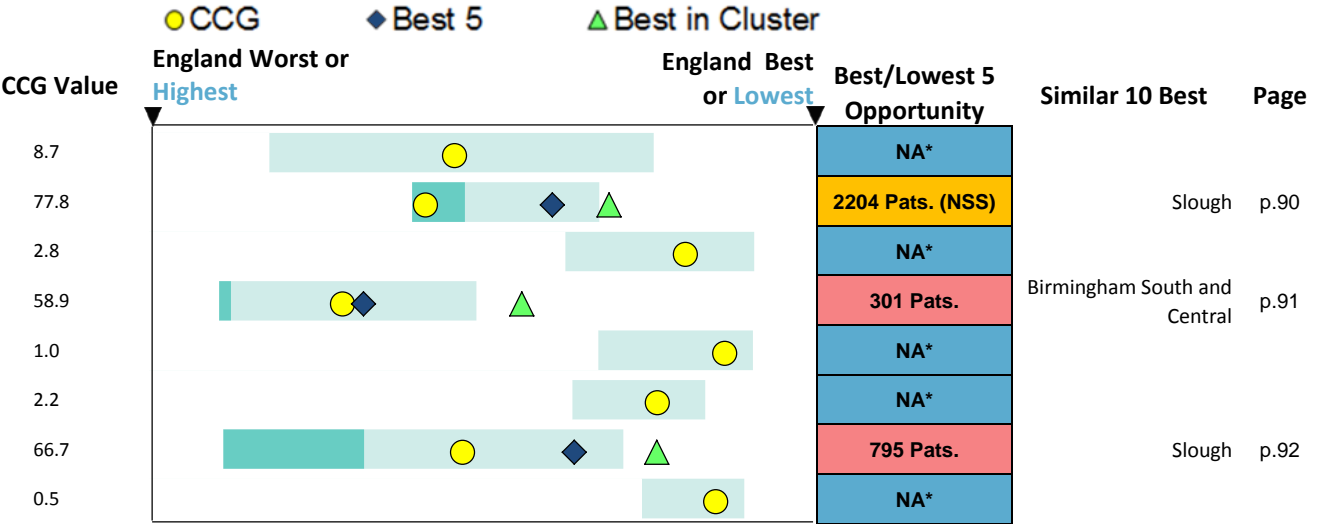 CCG Best 5 Best in Cluster
CCG Value
England Worst or
Highest
England Best
or Lowest
Best/Lowest 5
Opportunity
Similar 10 Best
Page
8.7 NA*
77.8 2204 Pats. (NSS) Slough p.90
2.8 NA*
58.9 301 Pats. Birmingham South and
Central p.91
1.0 NA*
2.2 NA*
66.7 795 Pats. Slough p.92
0.5 NA*